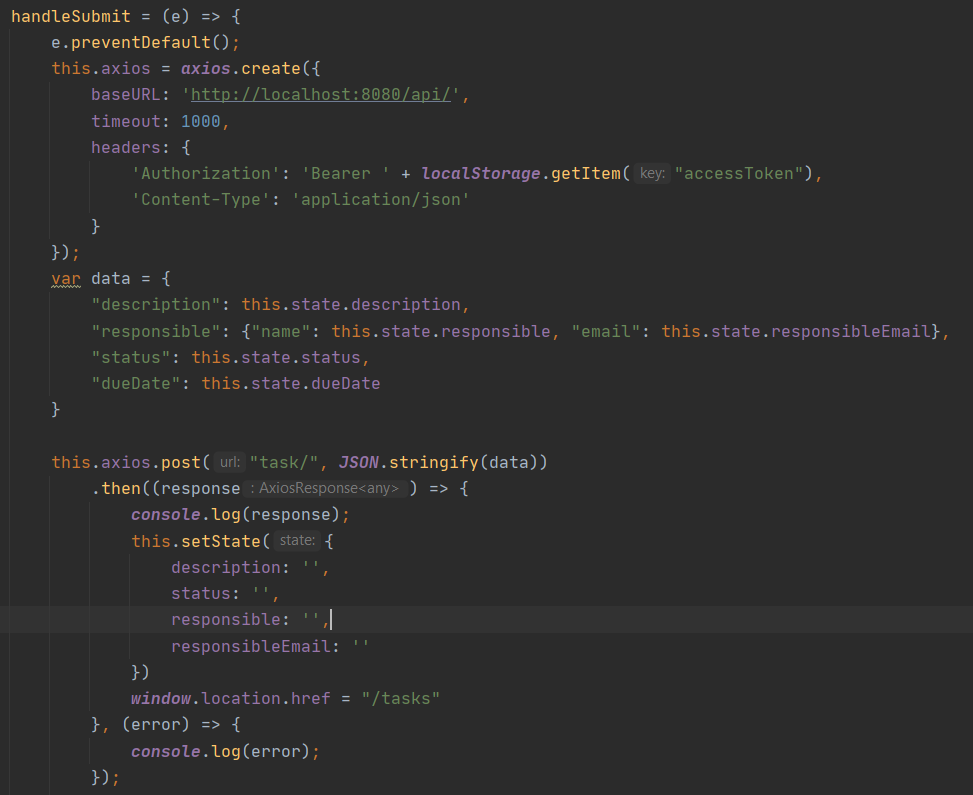 handleSubmit = (e) => {
    e.preventDefault();
    this.axios = axios.create({
        baseURL: 'http://localhost:8080/api/',
        timeout: 1000,
        headers: {
            'Authorization': 'Bearer ' + localStorage.getItem( key: "accessToken"),
            'Content-Type': 'application/json'
        }
    });
    var data = {
        "description": this.state.description,
        "responsible": {"name": this.state.responsible, "email": this.state.responsibleEmail},
        "status": this.state.status,
        "dueDate": this.state.dueDate
    }

    this.axios.post( url: "task/", JSON.stringify(data))
        .then((response : AxiosResponse<any> ) => {
            console.log(response);
            this.setState( state: {
                description: '',
                status: '',
                responsible: '',
                responsibleEmail: ''
            })
            window.location.href = "/tasks"
        }, (error) => {
            console.log(error);
        });